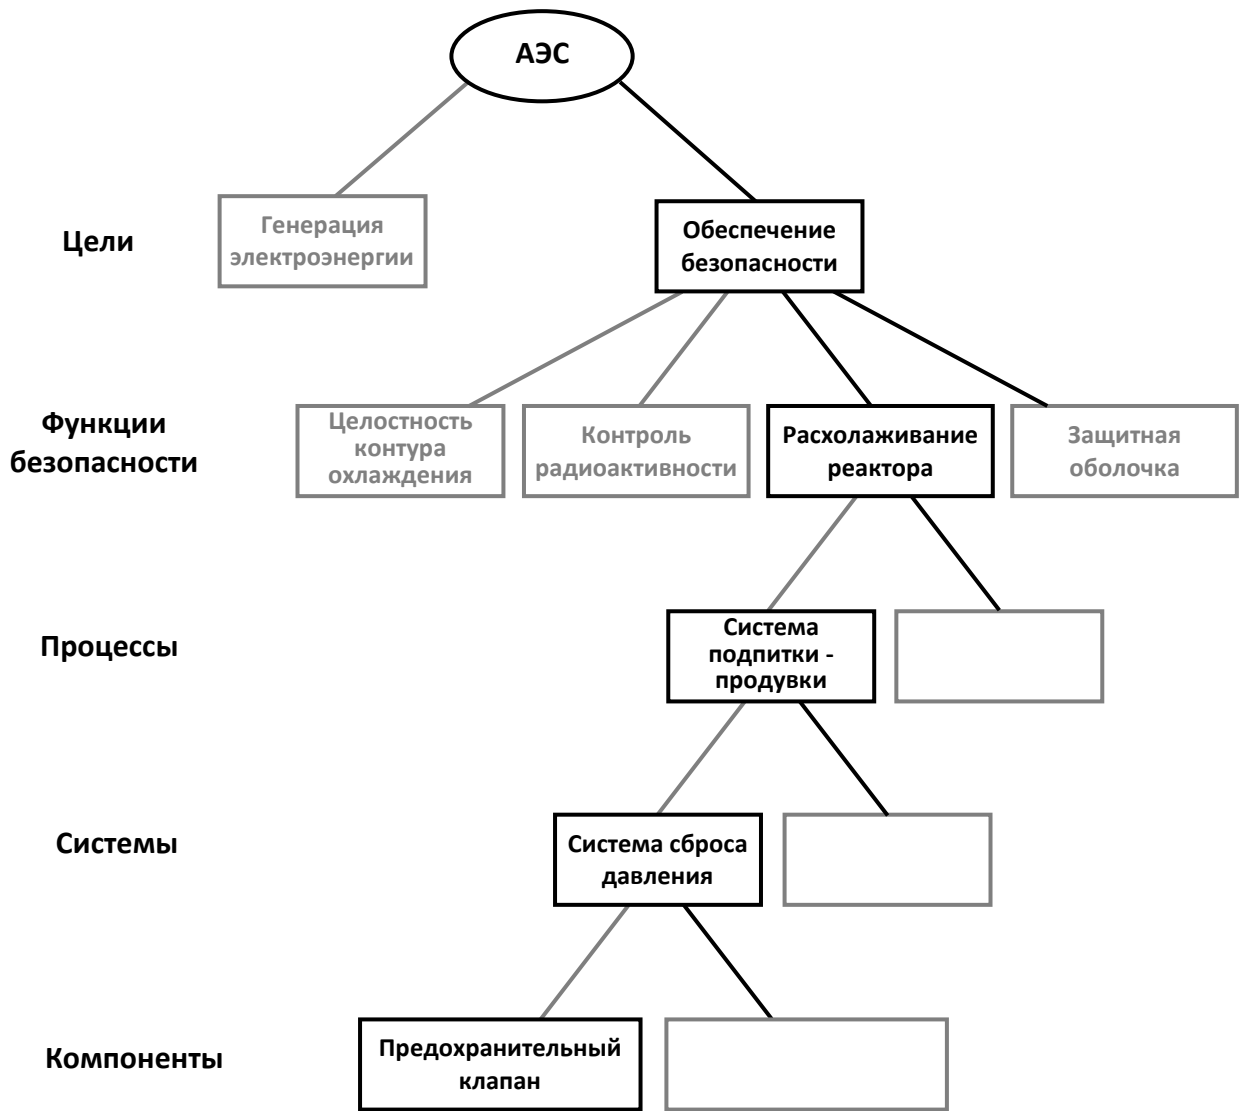 АЭС
Цели
Генерация
электроэнергии
Обеспечение
безопасности
Функции
безопасности
Целостность
контура
охлаждения
Контроль
радиоактивности
Расхолаживание
реактора
Защитная
оболочка
Процессы
Система
подпитки -
продувки
Системы
Система сброса
давления
Компоненты
Предохранительный
клапан